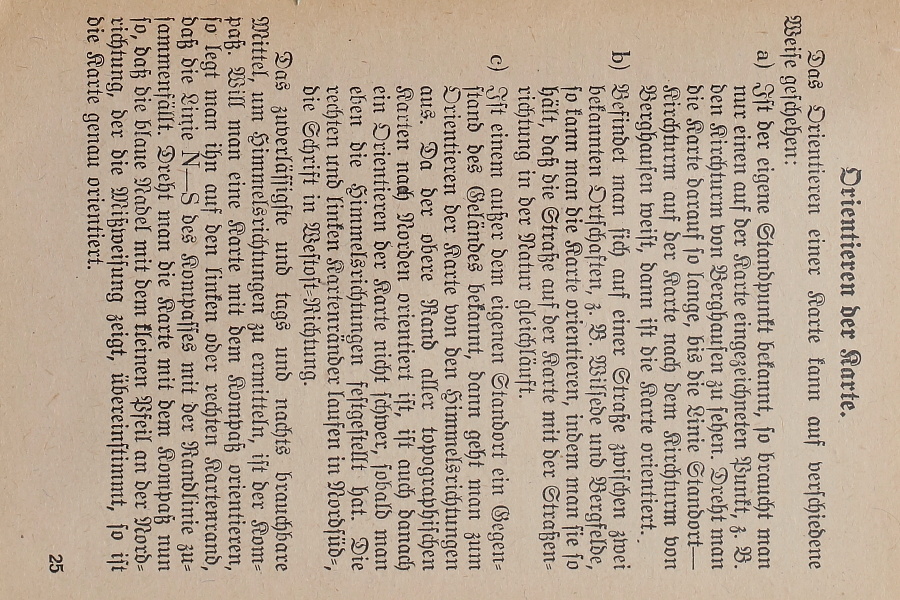 Orientieren der Karte.
Das Orientieren einer Karte kann auf verschiedene
Weise geschehen:
a) Ist der eigene Standpunkt bekannt, so braucht man
nur einen auf der Karte eingezeichneten Punkt, z. B.
den Kirchturm von Berghausen zu sehen. Dreht man
die Karte darauf so lange, bis die Linie Standort—
Kirchturm auf der Karte nach dem Kirchturm von
Berghausen weist, dann ist die Karte orientiert.
b) Befindet man sich auf einer Straße zwischen zwei
bekannten Ortschaften, z. B Wilsede und Bergfelde,
so kann man die Karte orientieren, indem man sie so
hält, daß die Straße auf der Karte mit der Straßen-
richtung in der Natur gleichläuft.
c) Ist einem außer dem eigenen Standort ein Gegen-
stand des Geländes bekannt, dann geht man zum
Orientieren der Karte von den Himmelsrichtungen
aus. Da der obere Rand aller topographischen
Karten nach Norden orientiert ist, ist auch danach
ein Orientieren der Karte nicht schwer, sobald man
eben die Himmelsrichtungen festgestellt hat. Die
rechten und linken Kartenränder laufen in Nordsüd-,
die Schrift in Westost-Richtung.
Das zuverlässigste und tags und nachts brauchbare
Mittel, um Himmelsrichtungen zu ermitteln, ist der Kom-
paß. Will man eine Karte mit dem Kompaß orientieren,
so legt man ihn auf den linken oder rechten Kartenrand,
daß die Linie N—S des Kompasses mit der Randlinie zu-
sammenfällt. Dreht man die Karte mit dem Kompaß nun
so, daß die blaue Nadel mit dem kleinen Pfeil an der Nord-
richtung, der die Mißweisung zeigt, übereinstimmt, so ist
die Karte genau orientiert.
25